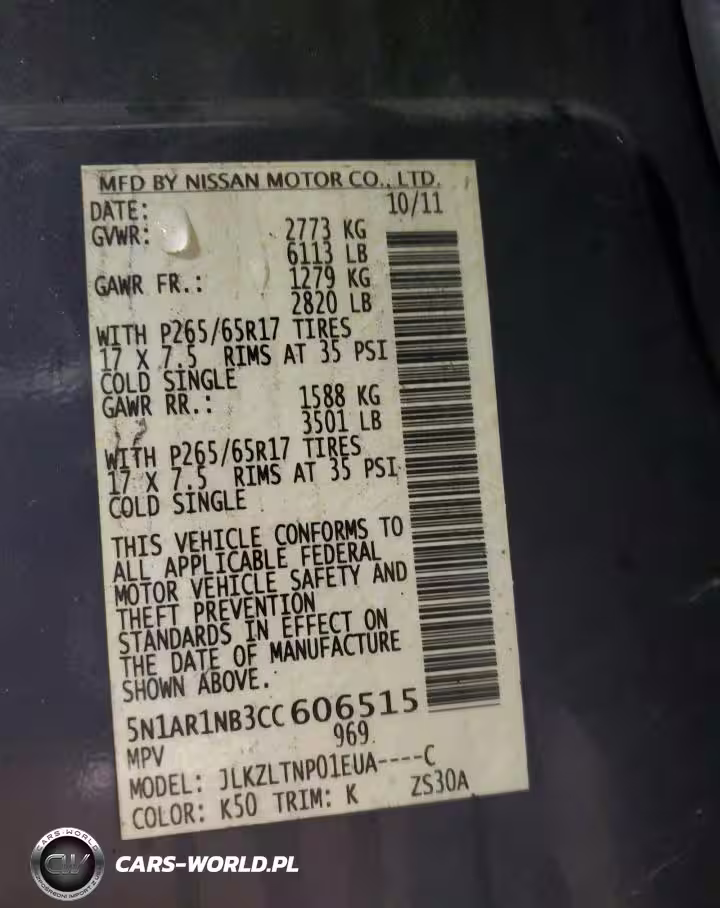 MFD BY NISSAN MOTOR CO., LTD.
DATE: 10/11
GVWR: 2773 KG
6113 LB
GAWR FR.: 1279 KG
2820 LB
WITH P265/65R17 TIRES
17 X 7.5 RIMS AT 35 PSI
COLD SINGLE
GAWR RR.: 1588 KG
3501 LB
WITH P265/65R17 TIRES
17 X 7.5 RIMS AT 35 PSI
COLD SINGLE
THIS VEHICLE CONFORMS TO
ALL APPLICABLE FEDERAL
MOTOR VEHICLE SAFETY AND
THEFT PREVENTION
STANDARDS IN EFFECT ON
THE DATE OF MANUFACTURE
SHOWN ABOVE.
5N1AR1NB3CC606515
MPV 969
MODEL: JLKZLTNP01EUA----C
COLOR: K50 TRIM: K ZS30A
CARS-WORLD
CW
CARS-WORLD.PL